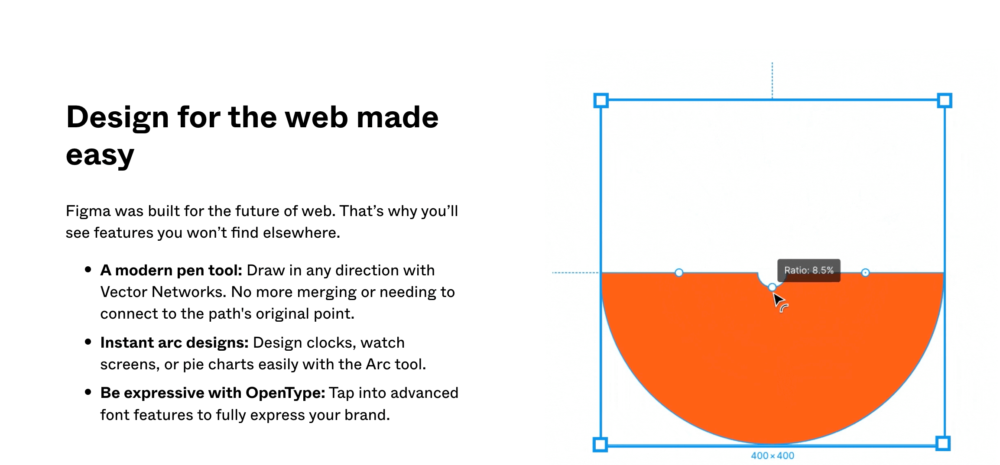 Design for the web made
easy
Figma was built for the future of web. That’s why you’ll
see features you won’t find elsewhere.
A modern pen tool: Draw in any direction with
Vector Networks. No more merging or needing to
connect to the path's original point.
Instant arc designs: Design clocks, watch
screens, or pie charts easily with the Arc tool.
Be expressive with OpenType: Tap into advanced
font features to fully express your brand.
Ratio: 8.5%
400×400